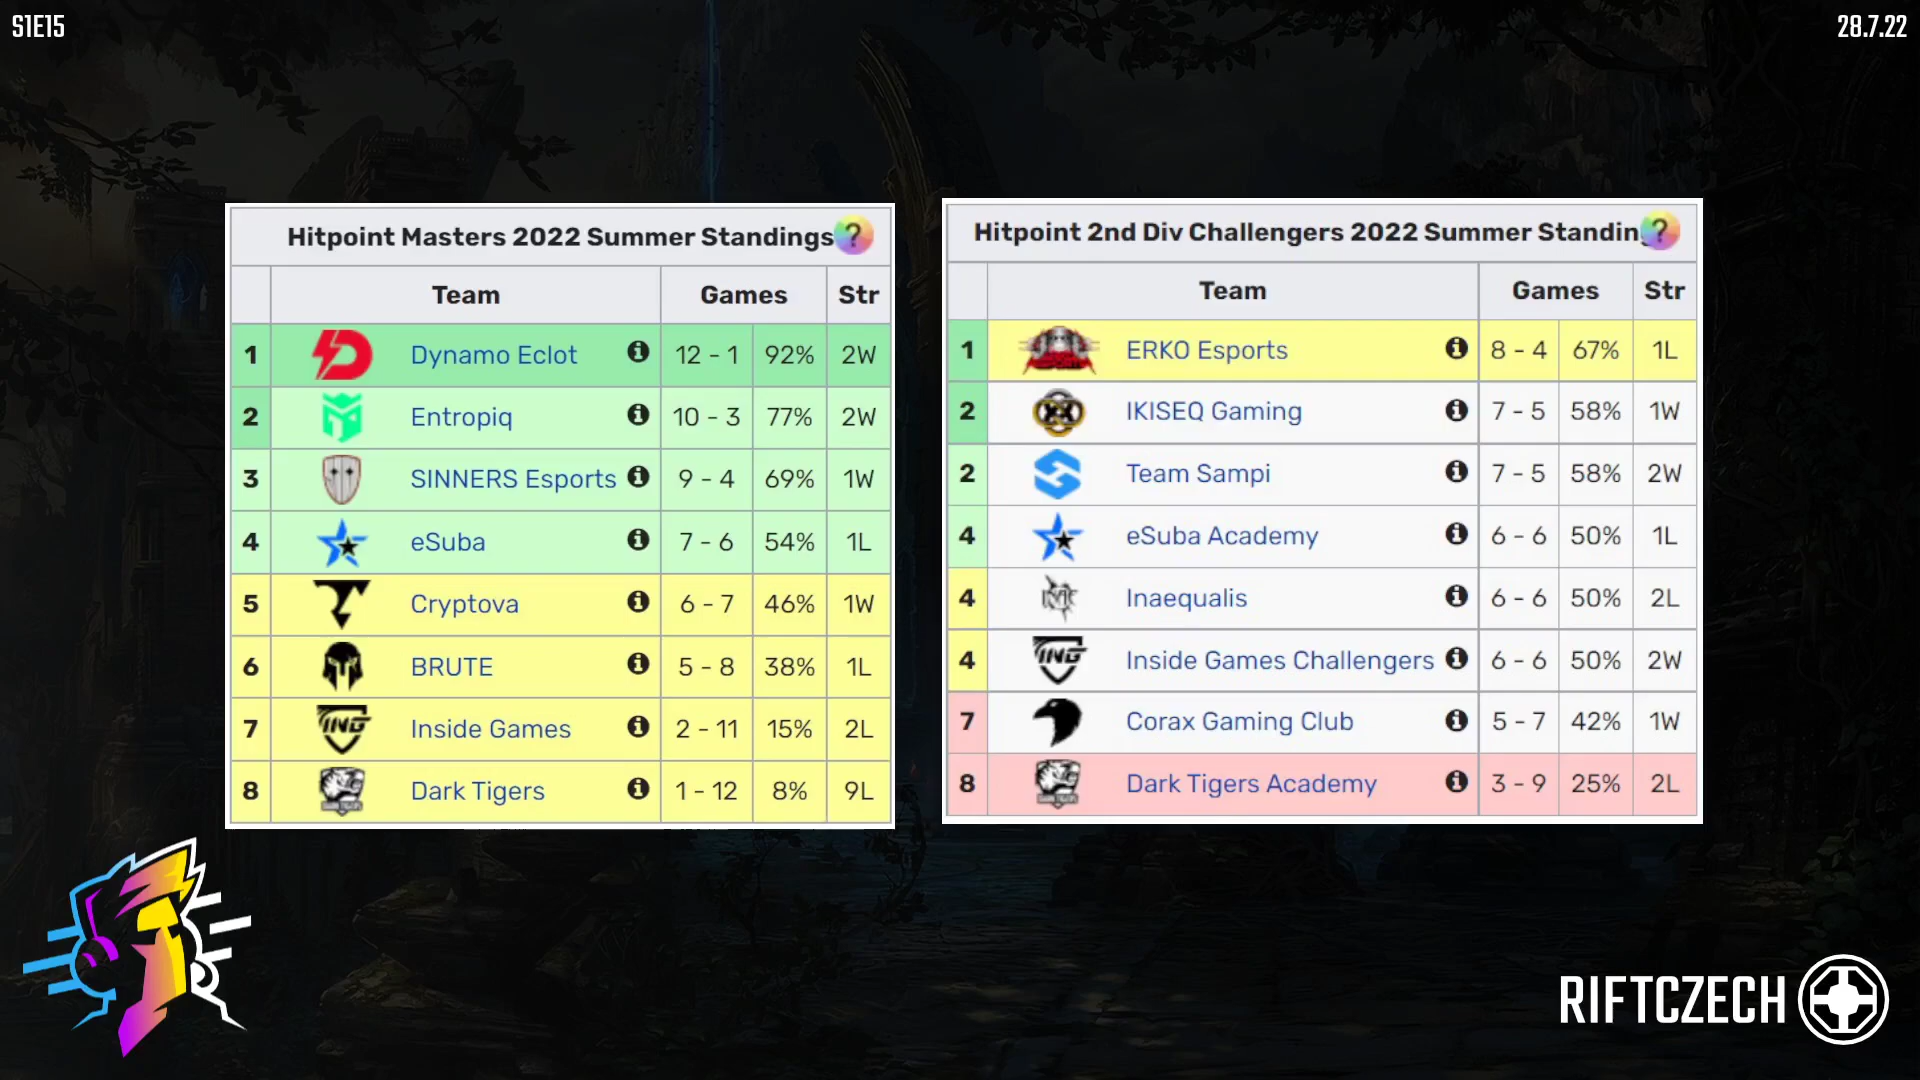 S1E15
28.7.22
Hitpoint Masters 2022 Summer Standings ?
Team Games Str
1 Dynamo Eclot 12 - 1 92% 2W
2 Entropiq 10 - 3 77% 2W
3 SINNERS Esports 9 - 4 69% 1W
4 eSuba 7 - 6 54% 1L
5 Cryptova 6 - 7 46% 1W
6 BRUTE 5 - 8 38% 1L
7 ING Inside Games 2 - 11 15% 2L
8 Dark Tigers 1 - 12 8% 9L
Hitpoint 2nd Div Challengers 2022 Summer Standin ?
Team Games Str
1 ERKO Esports 8 - 4 67% 1L
2 IKISEQ Gaming 7 - 5 58% 1W
2 Team Sampi 7 - 5 58% 2W
4 eSuba Academy 6 - 6 50% 1L
4 Inaequalis 6 - 6 50% 2L
4 ING Inside Games Challengers 6 - 6 50% 2W
7 Corax Gaming Club 5 - 7 42% 1W
8 Dark Tigers Academy 3 - 9 25% 2L
RIFTCZECH